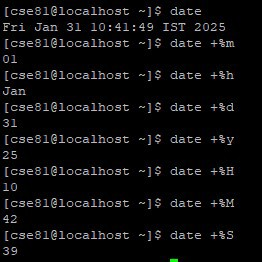 [cse81@localhost ~]$ date
Fri Jan 31 10:41:49 IST 2025
[cse81@localhost ~]$ date +%m
01
[cse81@localhost ~]$ date +%h
Jan
[cse81@localhost ~]$ date +%d
31
[cse81@localhost ~]$ date +%y
25
[cse81@localhost ~]$ date +%H
10
[cse81@localhost ~]$ date +%M
42
[cse81@localhost ~]$ date +%S
39